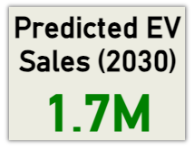 Predicted EV
Sales (2030)
1.7M